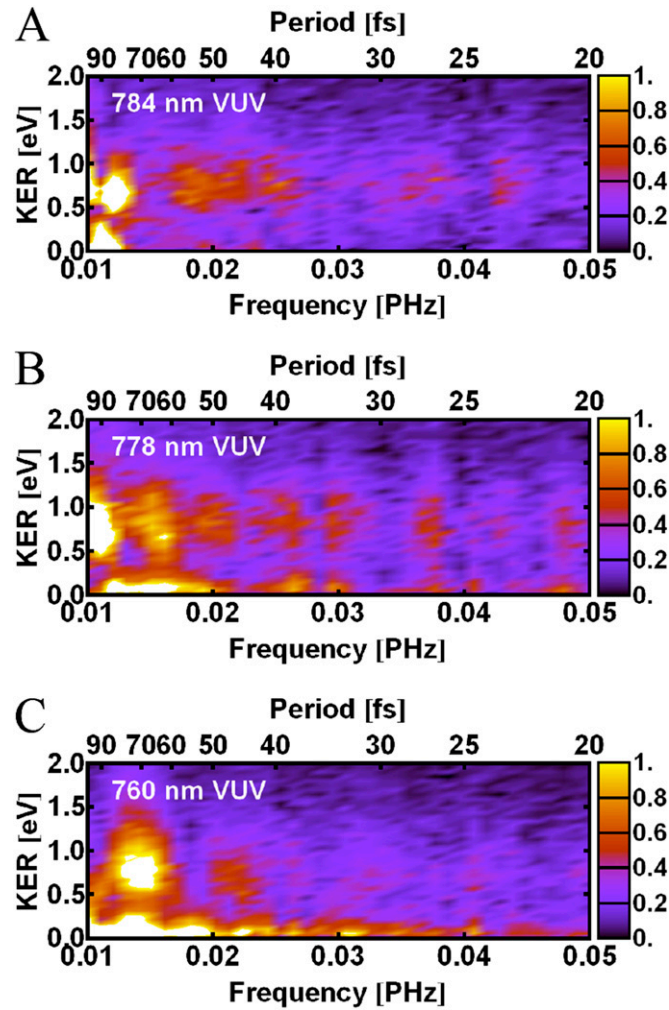 A
Period [fs]
90 7060 50 40 30 25 20
2.0
1.5
1.0
0.5
0.0
KER [eV]
784 nm VUV
1.
0.8
0.6
0.4
0.2
0.
0.01 0.02 0.03 0.04 0.05
Frequency [PHz]
B
Period [fs]
90 7060 50 40 30 25 20
2.0
1.5
1.0
0.5
0.0
KER [eV]
778 nm VUV
1.
0.8
0.6
0.4
0.2
0.
0.01 0.02 0.03 0.04 0.05
Frequency [PHz]
C
Period [fs]
90 7060 50 40 30 25 20
2.0
1.5
1.0
0.5
0.0
KER [eV]
760 nm VUV
1.
0.8
0.6
0.4
0.2
0.
0.01 0.02 0.03 0.04 0.05
Frequency [PHz]